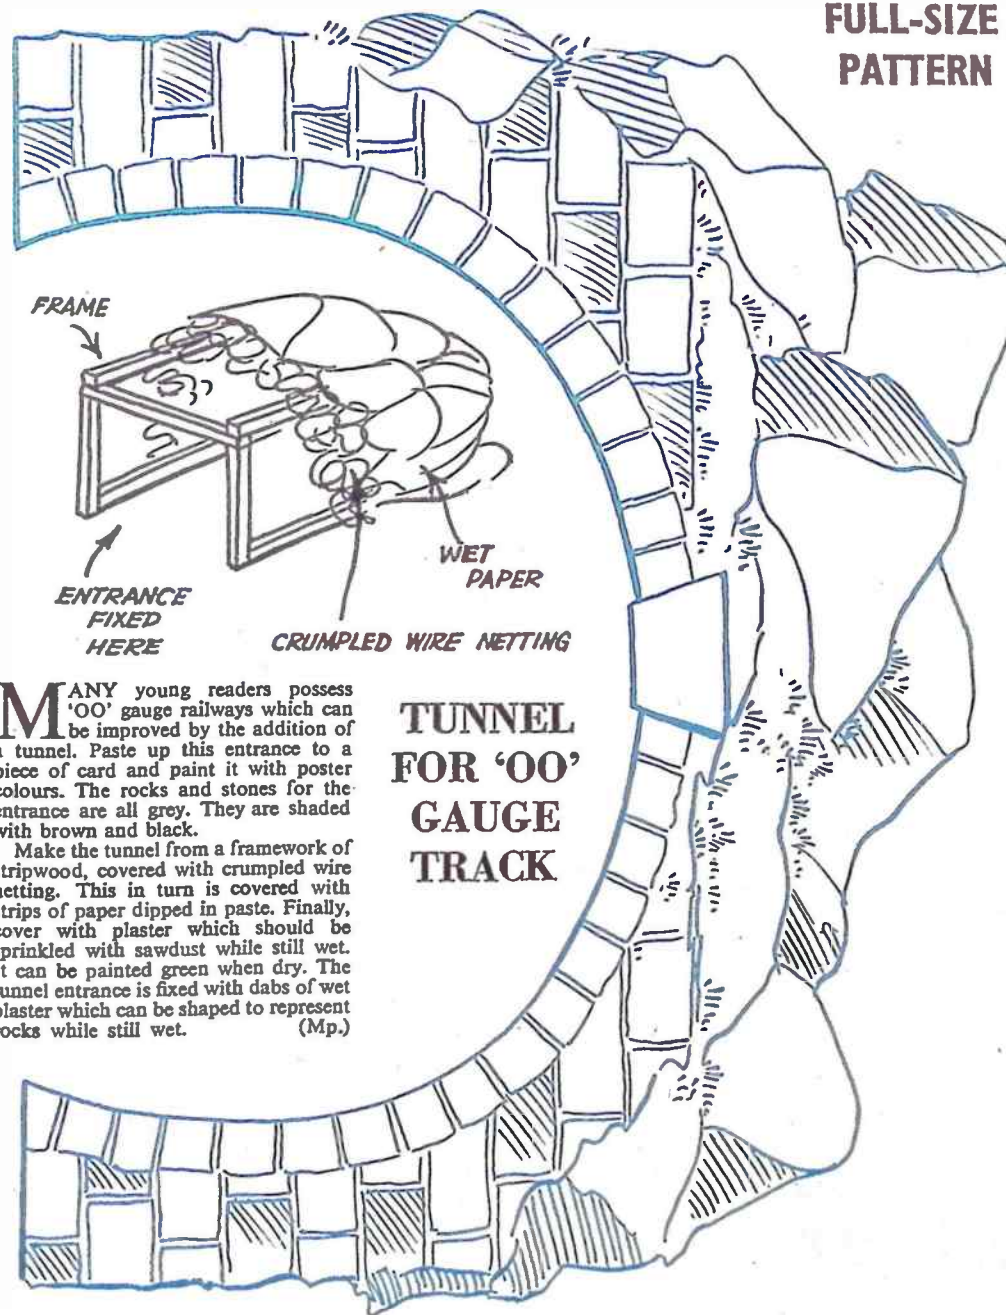 FULL-SIZE
PATTERN
FRAME
WET
PAPER
ENTRANCE
FIXED
HERE
CRUMPLED WIRE NETTING
TUNNEL
FOR ‘OO’
GAUGE
TRACK
MANY young readers possess
‘OO’ gauge railways which can
be improved by the addition of
a tunnel. Paste up this entrance to a
piece of card and paint it with poster
colours. The rocks and stones for the
entrance are all grey. They are shaded
with brown and black.
Make the tunnel from a framework of
tripwood, covered with crumpled wire
netting. This in turn is covered with
trips of paper dipped in paste. Finally,
cover with plaster which should be
prinkled with sawdust while still wet.
t can be painted green when dry. The
unnel entrance is fixed with dabs of wet
plaster which can be shaped to represent
ocks while still wet. (Mp.)